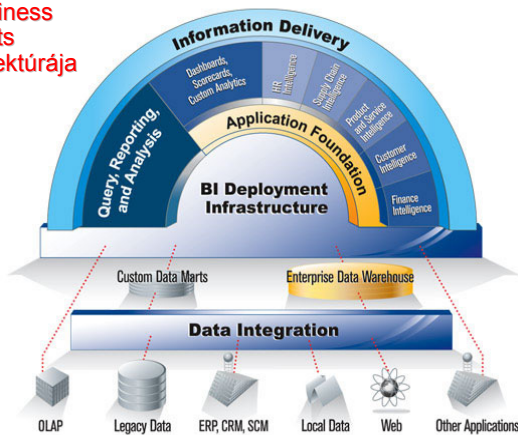 siness
ts
ektúrája
Information Delivery
Query, Reporting,
and Analysis
Dashboards,
Scorecards,
Custom Analytics
HR
Intelligence
Supply Chain
Intelligence
Product
and Service
Intelligence
Customer
Intelligence
Finance
Intelligence
Application Foundation
BI Deployment
Infrastructure
Custom Data Marts
Enterprise Data Warehouse
Data Integration
OLAP
Legacy Data
ERP, CRM, SCM
Local Data
Web
Other Applications